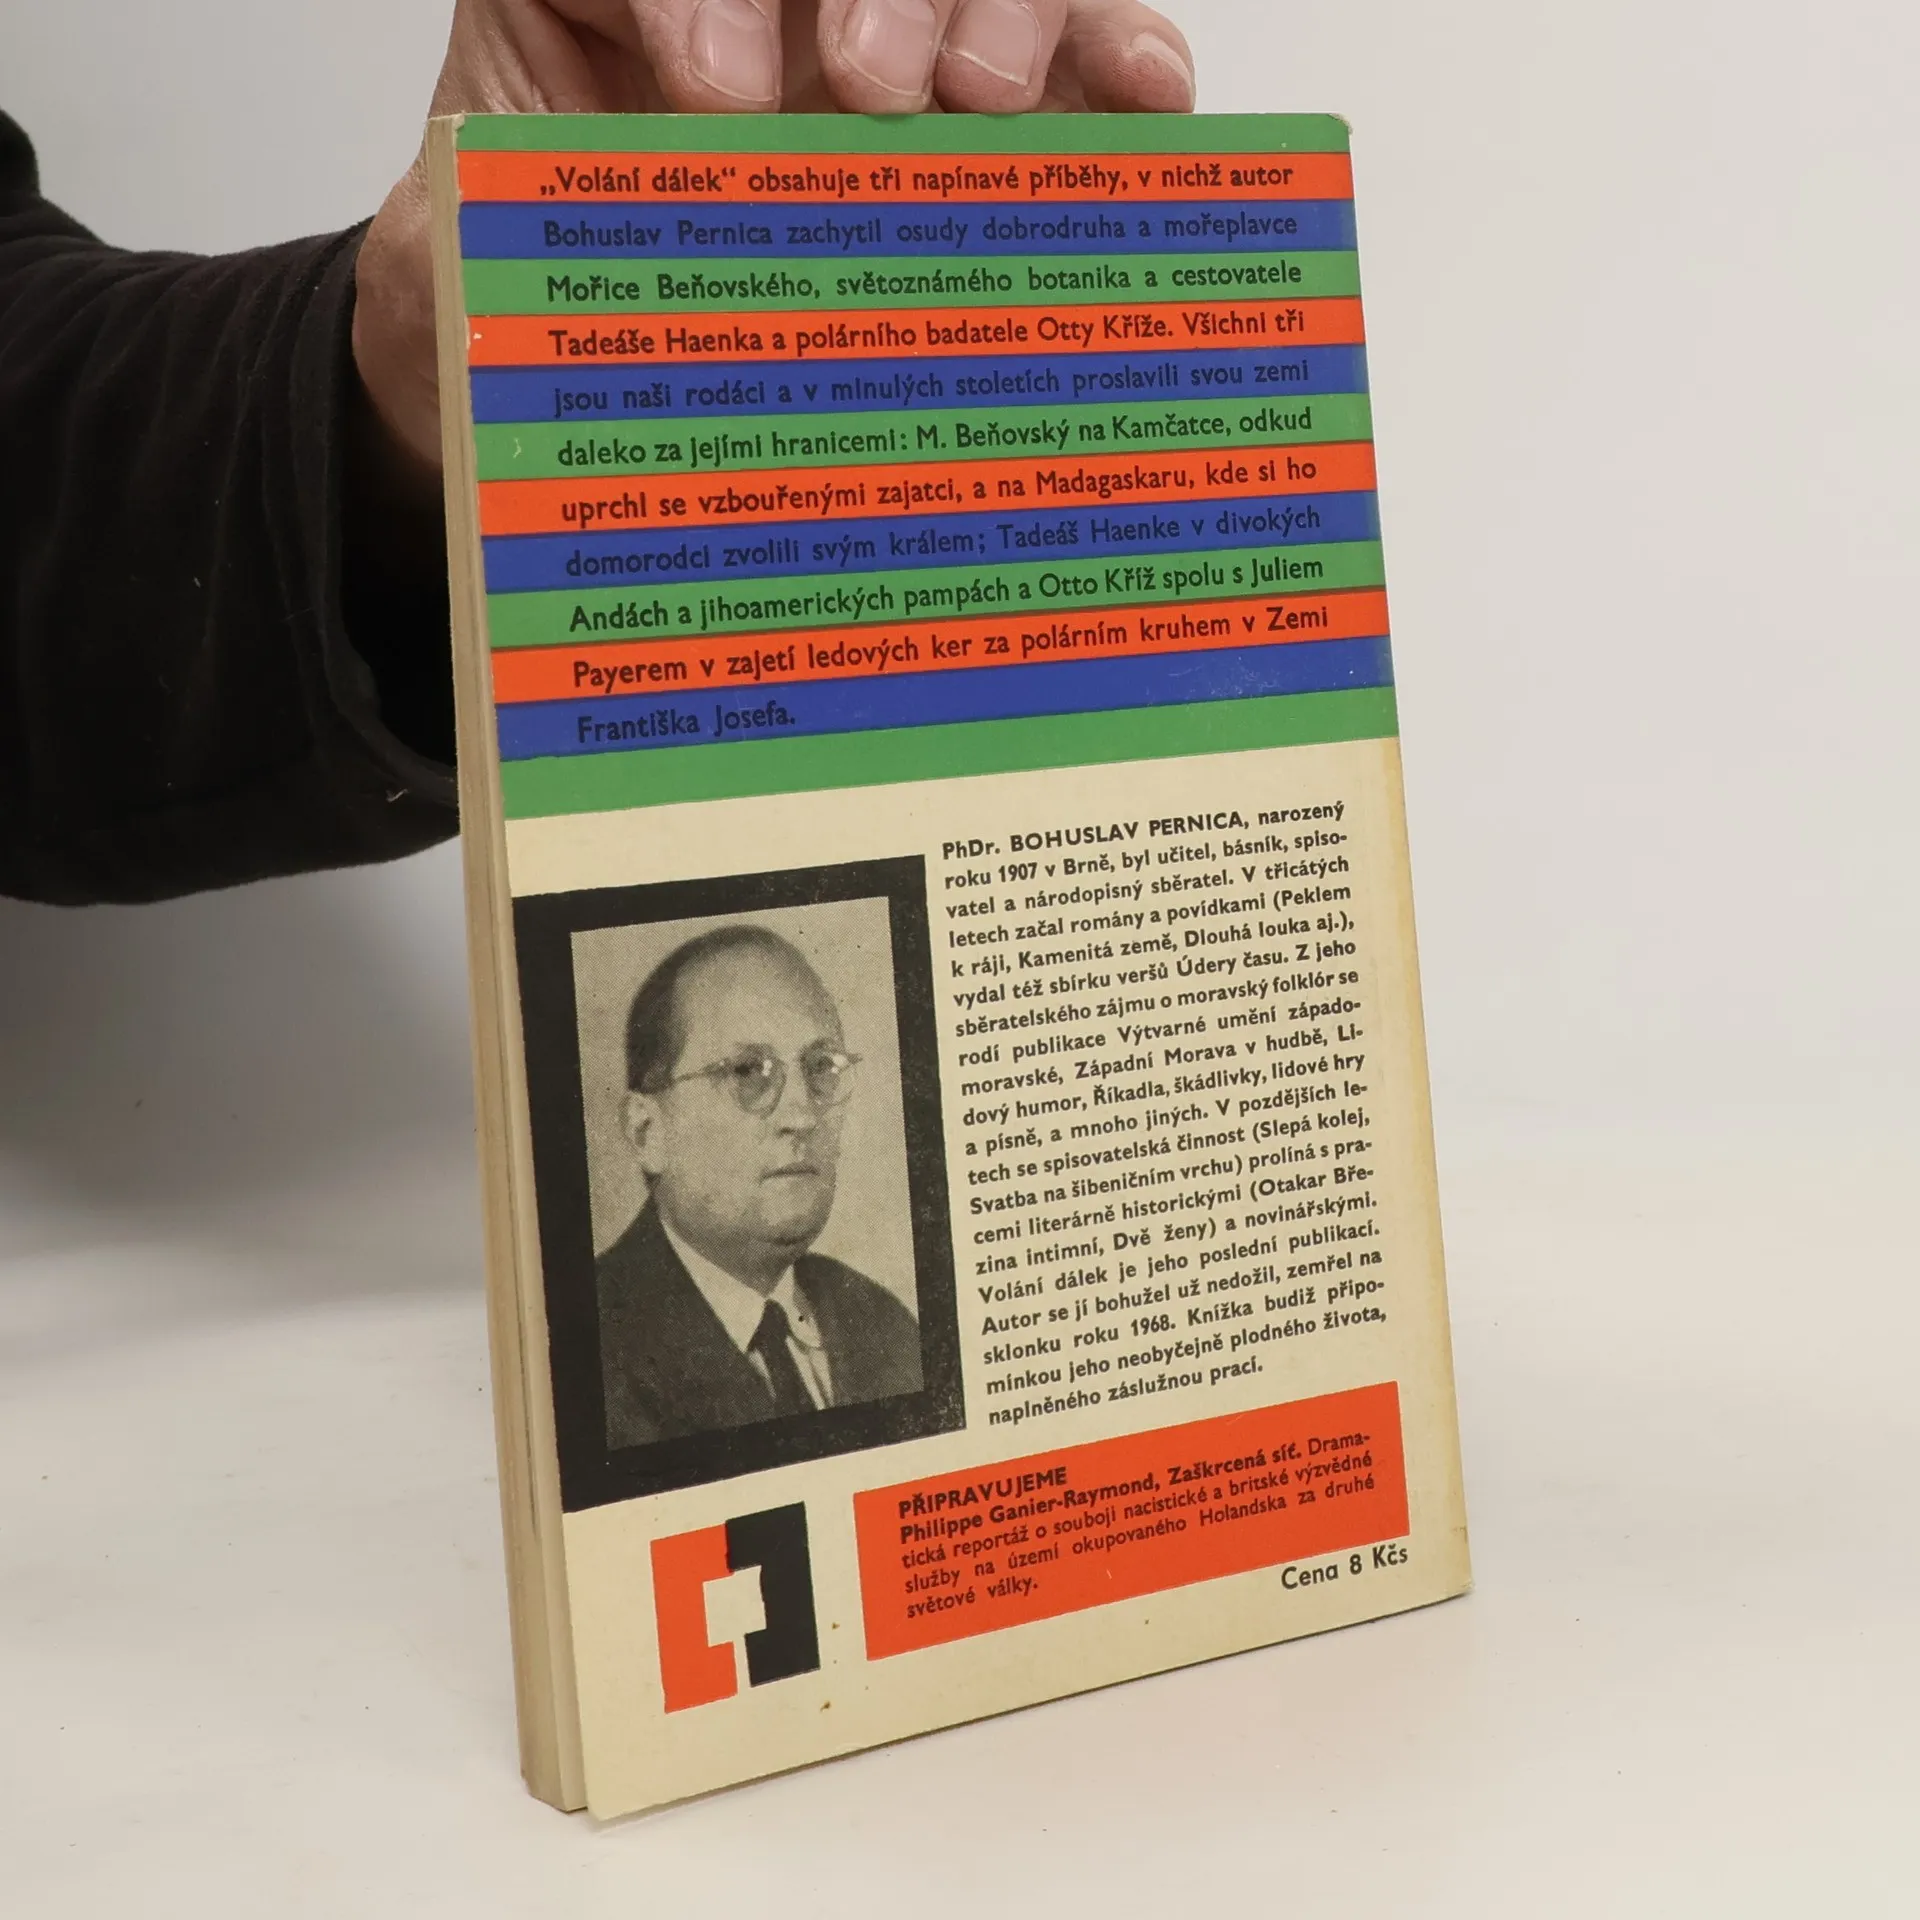 „Volání dálek“ obsahuje tři napínavé příběhy, v nichž autor
Bohuslav Pernica zachytil osudy dobrodruha a mořeplavce
Mořice Beňovského, světoznámého botanika a cestovatele
Tadeáše Haenka a polárního badatele Otty Kříže. Všichni tři
jsou naši rodáci a v minulých stoletích proslavili svou zemi
daleko za jejími hranicemi: M. Beňovský na Kamčatce, odkud
uprchl se vzbouřenými zajatci, a na Madagaskaru, kde si ho
domorodci zvolili svým králem; Tadeáš Haenke v divokých
Andách a jihoamerických pampách a Otto Kříž spolu s Juliem
Payerem v zajetí ledových ker za polárním kruhem v Zemi
Františka Josefa.
PhDr. BOHUSLAV PERNICA, narozený
roku 1907 v Brně, byl učitel, básník, spiso-
vatel a národopisný sběratel. V třicátých
letech začal romány a povídkami (Peklem
k ráji, Kamenitá země, Dlouhá louka aj.),
vydal též sbírku veršů Údery času. Z jeho
sběratelského zájmu o moravský folklór se
rodí publikace Výtvarné umění západo-
moravské, Západní Morava v hudbě, Li-
dový humor, Říkadla, škádlivky, lidové hry
a písně, a mnoho jiných. V pozdějších le-
tech se spisovatelská činnost (Slepá kolej,
Svatba na šibeničním vrchu) prolíná s pra-
cemi literárně historickými (Otakar Bře-
zina intimní, Dvě ženy) a novinářskými.
Volání dálek je jeho poslední publikací.
Autor se jí bohužel už nedožil, zemřel na
sklonku roku 1968. Knížka budiž připo-
mínkou jeho neobyčejně plodného života,
naplněného záslužnou prací.
PŘIPRAVUJEME
Philippe Ganier-Raymond, Zaškrcená síť. Drama-
tická reportáž o souboji nacistické a britské výzvědné
služby na území okupovaného Holandska za druhé
světové války.
Cena 8 Kčs